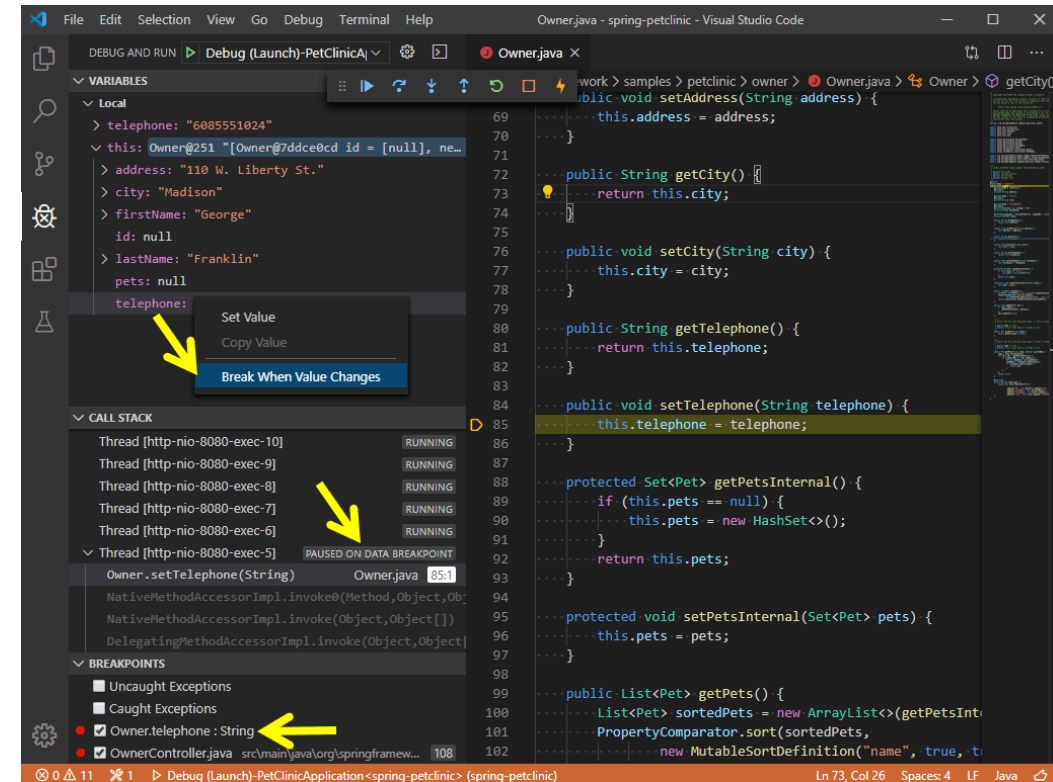 File Edit Selection View Go Debug Terminal Help
Owner.java - spring-petclinic - Visual Studio Code
DEBUG AND RUN Debug (Launch)-PetClinicA
Owner.java
VARIABLES
Local
telephone: "6085551024"
this: Owner@251 "[Owner@7ddce0cd id = [null], ne…
address: "110 W. Liberty St."
city: "Madison"
firstName: "George"
id: null
lastName: "Franklin"
pets: null
telephone:
Set Value
Copy Value
Break When Value Changes
CALL STACK
Thread [http-nio-8080-exec-10] RUNNING
Thread [http-nio-8080-exec-9] RUNNING
Thread [http-nio-8080-exec-8] RUNNING
Thread [http-nio-8080-exec-7] RUNNING
Thread [http-nio-8080-exec-6] RUNNING
Thread [http-nio-8080-exec-5] PAUSED ON DATA BREAKPOINT
Owner.setTelephone(String) Owner.java 85:1
NativeMethodAccessorImpl.invoke0(Method,Object,Obj
NativeMethodAccessorImpl.invoke(Object,Object[])
DelegatingMethodAccessorImpl.invoke(Object,Object[
BREAKPOINTS
Uncaught Exceptions
Caught Exceptions
Owner.telephone : String
OwnerController.java src\main\java\org\springframew... 108
ework > samples > petclinic > owner > Owner.java > Owner > getCity()
public void setAddress(String address) {
69 this.address = address;
70 }
71
72 public String getCity() {
73 return this.city;
74 }
75
76 public void setCity(String city) {
77 this.city = city;
78 }
79
80 public String getTelephone() {
81 return this.telephone;
82 }
83
84 public void setTelephone(String telephone) {
85 this.telephone = telephone;
86 }
87
88 protected Set<Pet> getPetsInternal() {
89 if (this.pets == null) {
90 this.pets = new HashSet<>();
91 }
92 return this.pets;
93 }
94
95 protected void setPetsInternal(Set<Pet> pets) {
96 this.pets = pets;
97 }
98
99 public List<Pet> getPets() {
100 List<Pet> sortedPets = new ArrayList<>(getPetsInt
101 PropertyComparator.sort(sortedPets,
102 new MutableSortDefinition("name", true, t
0 11 1 Debug (Launch)-PetClinicApplication<spring-petclinic> (spring-petclinic)
Ln 73, Col 26 Spaces: 4 LF Java